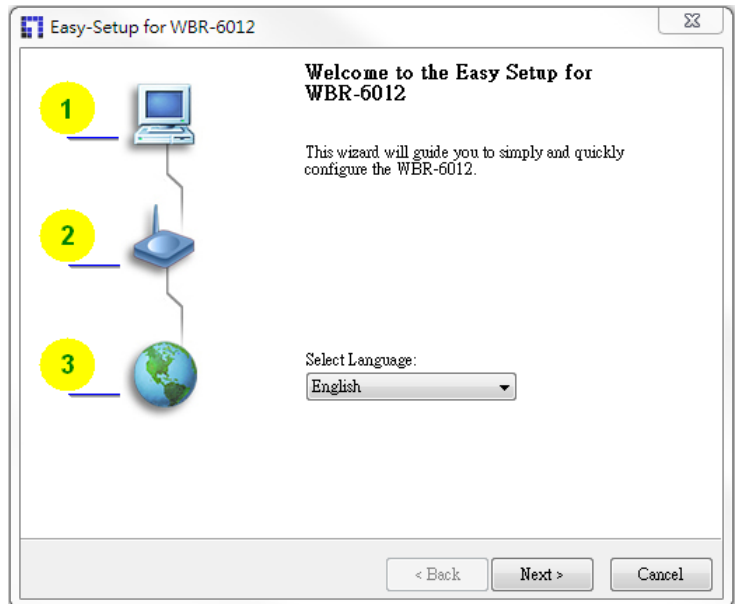 Easy-Setup for WBR-6012
Welcome to the Easy Setup for
WBR-6012
1
This wizard will guide you to simply and quickly
configure the WBR-6012.
2
3
Select Language:
English
< Back
Next >
Cancel